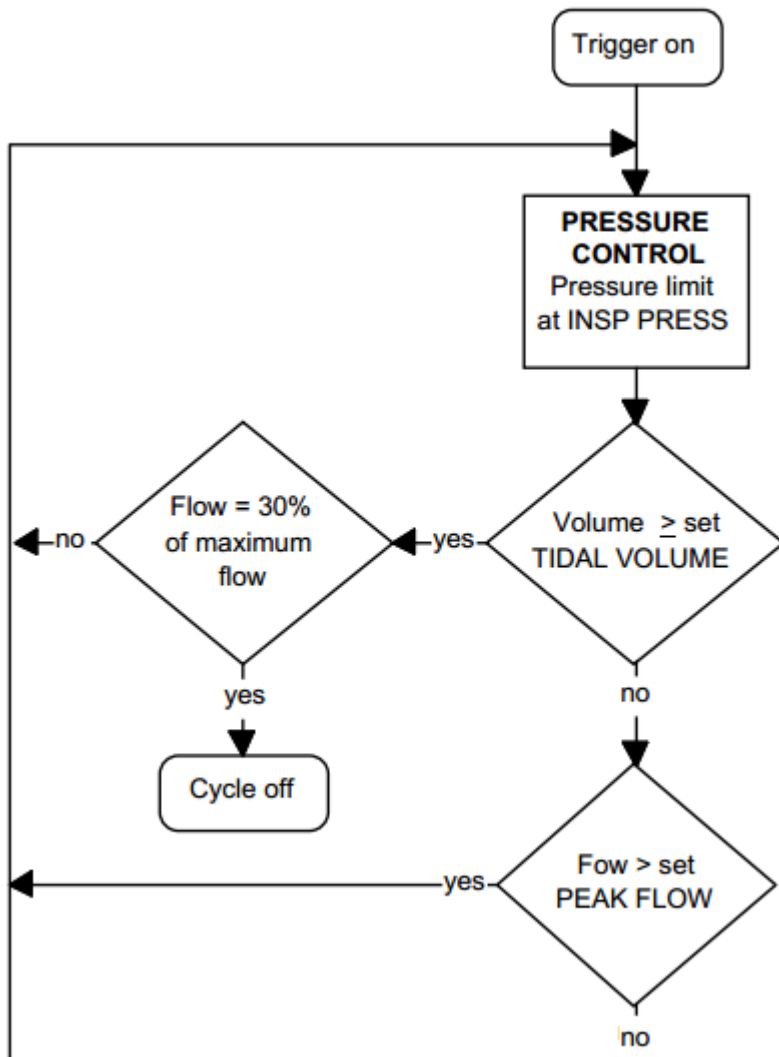 Trigger on
PRESSURE
CONTROL
Pressure limit
at INSP PRESS
Flow = 30%
of maximum
flow
no
yes
Volume ≥ set
TIDAL VOLUME
yes
no
Cycle off
Fow > set
PEAK FLOW
yes
no